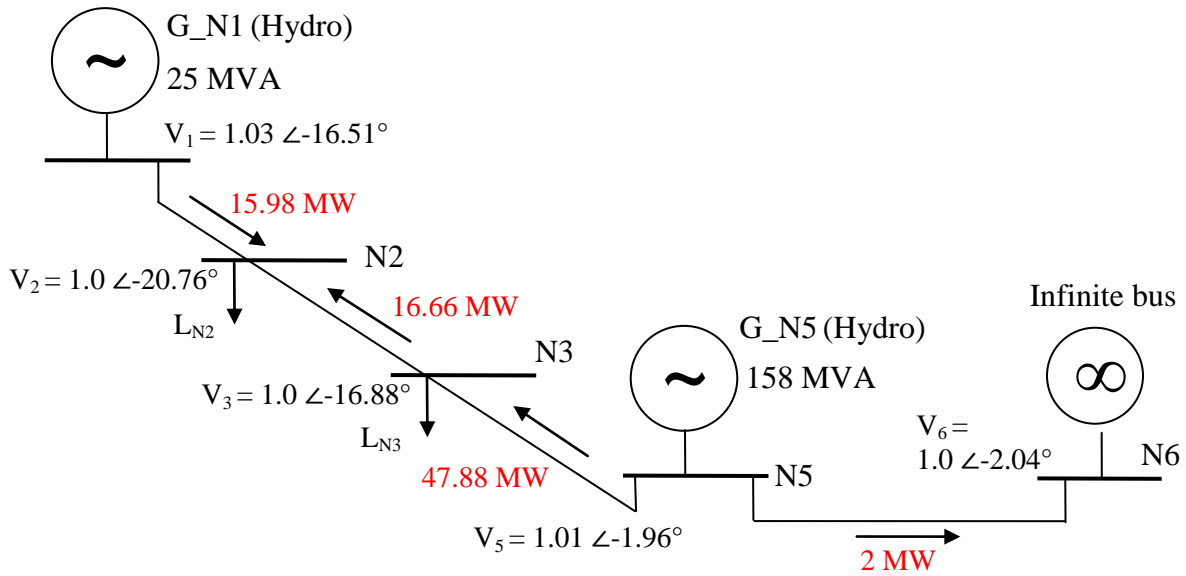 G_N1 (Hydro)
25 MVA
V₁ = 1.03 ∠-16.51°
15.98 MW
N2
V₂ = 1.0 ∠-20.76°
L_N2
16.66 MW
N3
V₃ = 1.0 ∠-16.88°
L_N3
47.88 MW
G_N5 (Hydro)
158 MVA
N5
V₅ = 1.01 ∠-1.96°
2 MW
Infinite bus
∞
V₆ =
1.0 ∠-2.04°
N6